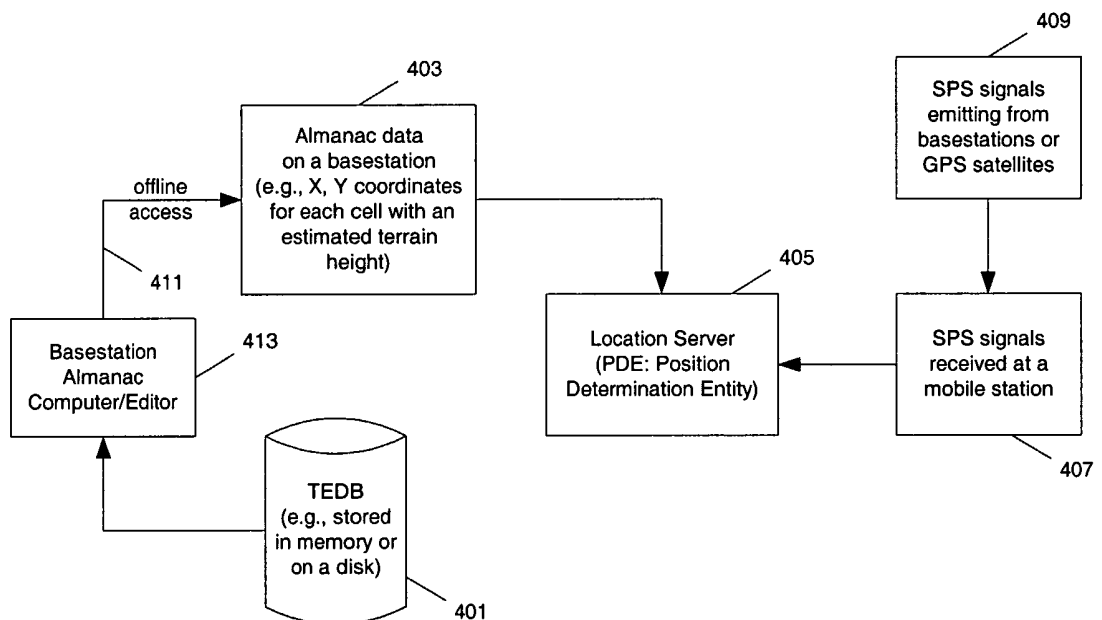 409
403
SPS signals
emitting from
basestations or
GPS satellites
Almanac data
on a basestation
(e.g., X, Y coordinates
for each cell with an
estimated terrain
height)
offline
access
411
405
Basestation
Almanac
Computer/Editor
413
Location Server
(PDE: Position
Determination Entity)
SPS signals
received at a
mobile station
407
TEDB
(e.g., stored
in memory or
on a disk)
401